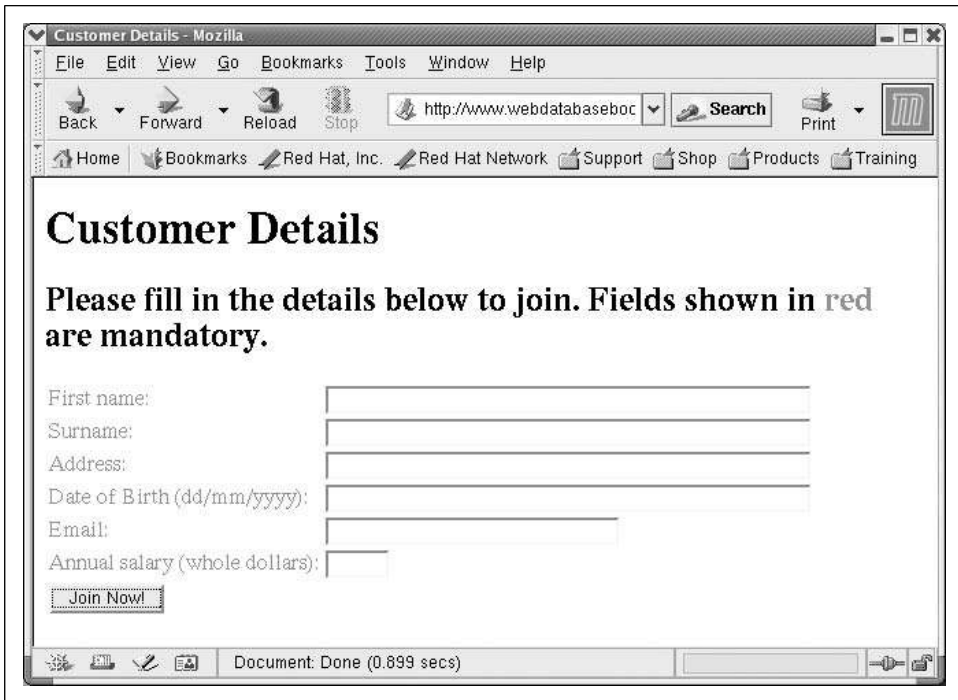 Customer Details - Mozilla
File Edit View Go Bookmarks Tools Window Help
Back Forward Reload Stop http://www.webdatabaseboc Search Print
Home Bookmarks Red Hat, Inc. Red Hat Network Support Shop Products Training
Customer Details
Please fill in the details below to join. Fields shown in red
are mandatory.
First name:
Surname:
Address:
Date of Birth (dd/mm/yyyy):
Email:
Annual salary (whole dollars):
Join Now!
Document: Done (0.899 secs)